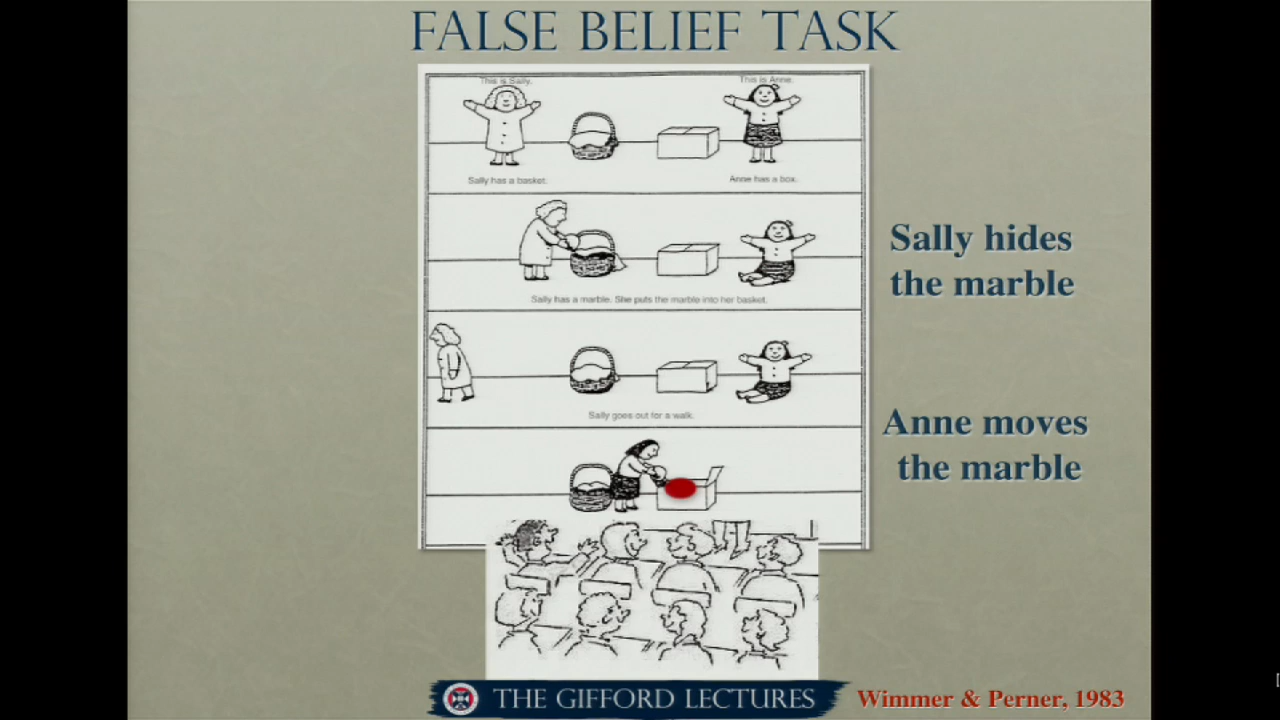 FALSE BELIEF TASK
This is Sally.
This is Anne.
Sally has a basket.
Anne has a box.
Sally has a marble. She puts the marble into her basket.
Sally goes out for a walk.
Sally hides
the marble
Anne moves
the marble
THE GIFFORD LECTURES
Wimmer & Perner, 1983